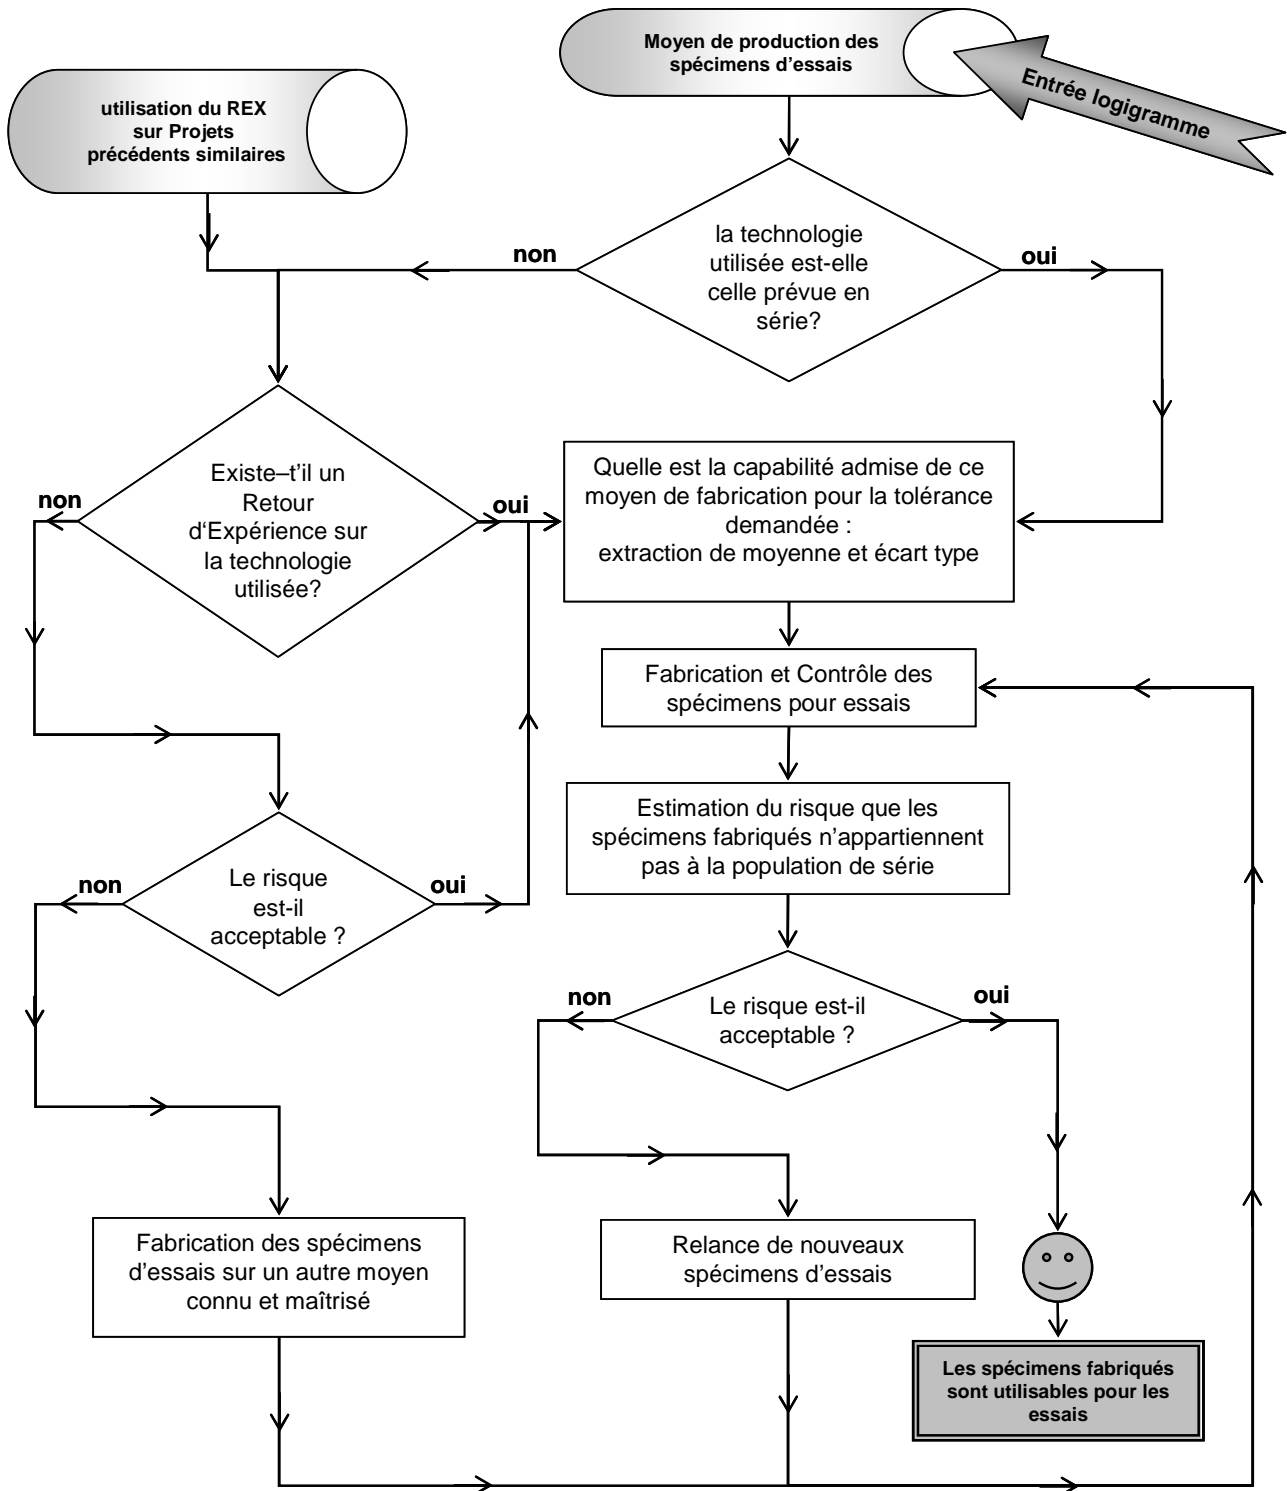 Moyen de production des
spécimens d'essais
Entrée logigramme
utilisation du REX
sur Projets
précédents similaires
non
la technologie
utilisée est-elle
celle prévue en
série?
oui
non
Existe–t’il un
Retour
d‘Expérience sur
la technologie
utilisée?
oui
Quelle est la capabilité admise de ce
moyen de fabrication pour la tolérance
demandée :
extraction de moyenne et écart type
Fabrication et Contrôle des
spécimens pour essais
Estimation du risque que les
spécimens fabriqués n'appartiennent
pas à la population de série
non
Le risque
est-il
acceptable ?
oui
non
Le risque est-il
acceptable ?
oui
Fabrication des spécimens
d'essais sur un autre moyen
connu et maîtrisé
Relance de nouveaux
spécimens d'essais
Les spécimens fabriqués
sont utilisables pour les
essais